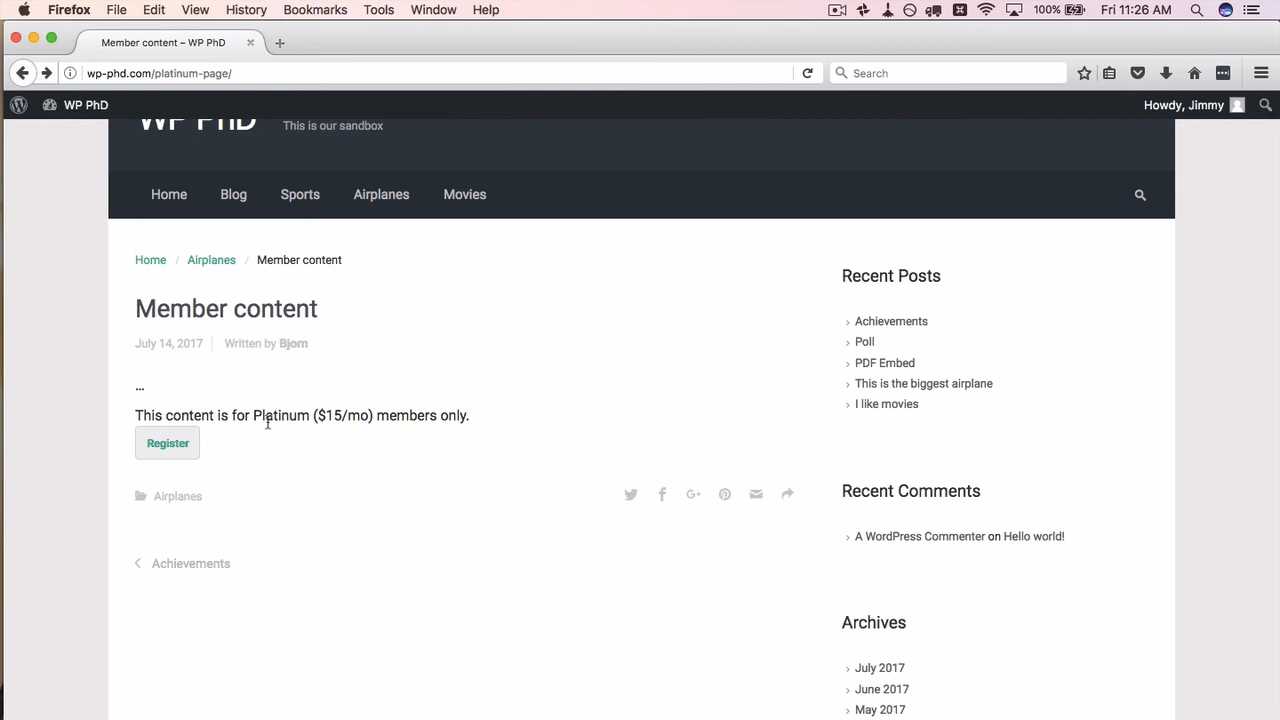 Firefox File Edit View History Bookmarks Tools Window Help 100% Fri 11:26 AM
Member content – WP PhD
wp-phd.com/platinum-page/ Search
WP PhD Howdy, Jimmy
WP PhD This is our sandbox
Home Blog Sports Airplanes Movies
Home / Airplanes / Member content
Member content
July 14, 2017 Written by Bjorn
...
This content is for Platinum ($15/mo) members only.
Register
Airplanes
Achievements
Recent Posts
Achievements
Poll
PDF Embed
This is the biggest airplane
I like movies
Recent Comments
A WordPress Commenter on Hello world!
Archives
July 2017
June 2017
May 2017